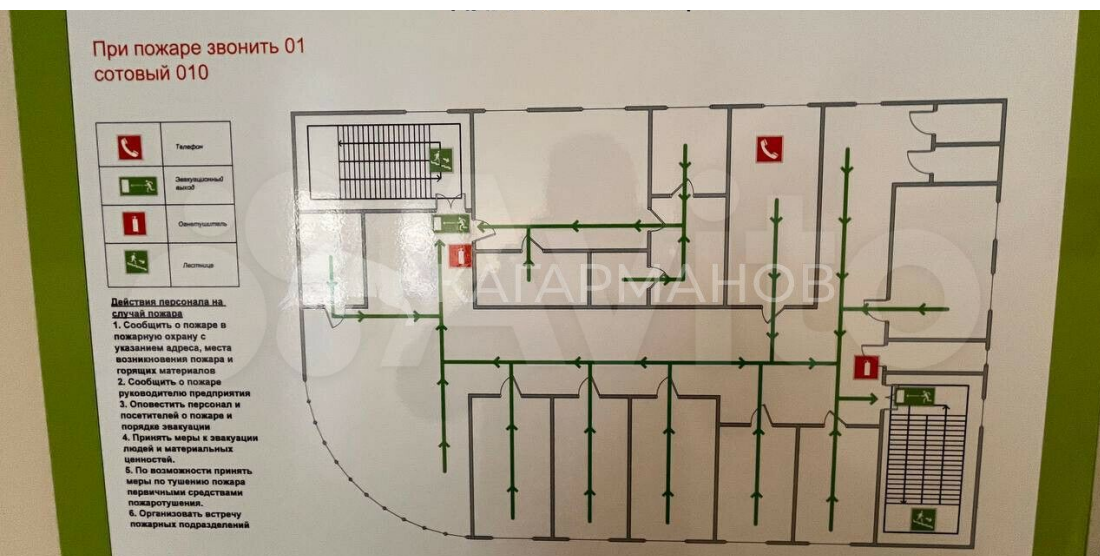 При пожаре звонить 01
сотовый 010
Телефон
Эвакуационный
выход
Огнетушитель
Лестница
Действия персонала на
случай пожара
1. Сообщить о пожаре в
пожарную охрану с
указанием адреса, места
возникновения пожара и
горящих материалов
2. Сообщить о пожаре
руководителю предприятия
3. Оповестить персонал и
посетителей о пожаре и
порядке эвакуации
4. Принять меры к эвакуации
людей и материальных
ценностей.
5. По возможности принять
меры по тушению пожара
первичными средствами
пожаротушения.
6. Организовать встречу
пожарных подразделений
Avito
КАГАРМАНОВ